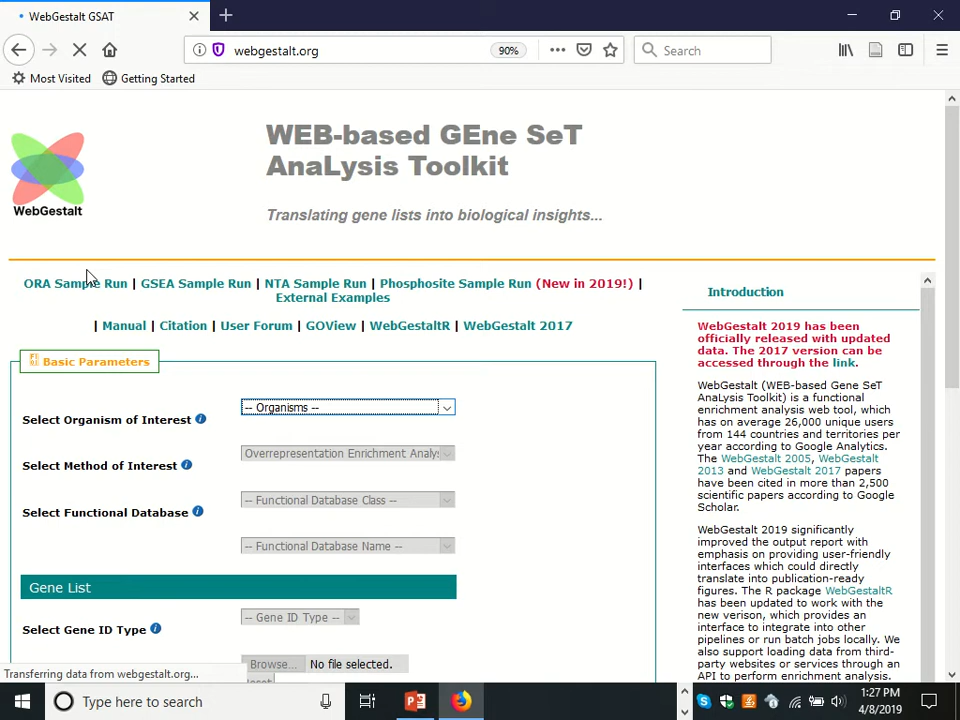 WebGestalt GSAT
webgestalt.org
90%
Search
Most Visited
Getting Started
WebGestalt
WEB-based GEne SeT
AnaLysis Toolkit
Translating gene lists into biological insights...
ORA Sample Run | GSEA Sample Run | NTA Sample Run | Phosphosite Sample Run (New in 2019!) |
External Examples
| Manual | Citation | User Forum | GOView | WebGestaltR | WebGestalt 2017
Basic Parameters
Select Organism of Interest
-- Organisms --
Select Method of Interest
Overrepresentation Enrichment Analys
Select Functional Database
-- Functional Database Class --
-- Functional Database Name --
Gene List
Select Gene ID Type
-- Gene ID Type --
Browse... No file selected.
Reset
Introduction
WebGestalt 2019 has been
officially released with updated
data. The 2017 version can be
accessed through the link.
WebGestalt (WEB-based Gene SeT
AnaLysis Toolkit) is a functional
enrichment analysis web tool, which
has on average 26,000 unique users
from 144 countries and territories per
year according to Google Analytics.
The WebGestalt 2005, WebGestalt
2013 and WebGestalt 2017 papers
have been cited in more than 2,500
scientific papers according to Google
Scholar.
WebGestalt 2019 significantly
improved the output report with
emphasis on providing user-friendly
interfaces which could directly
translate into publication-ready
figures. The R package WebGestaltR
has been updated to work with the
new verison, which provides an
interface to integrate into other
pipelines or run batch jobs locally. We
also support loading data from third-
party websites or services through an
API to perform enrichment analysis.
Transferring data from webgestalt.org...
Type here to search
1:27 PM
4/8/2019